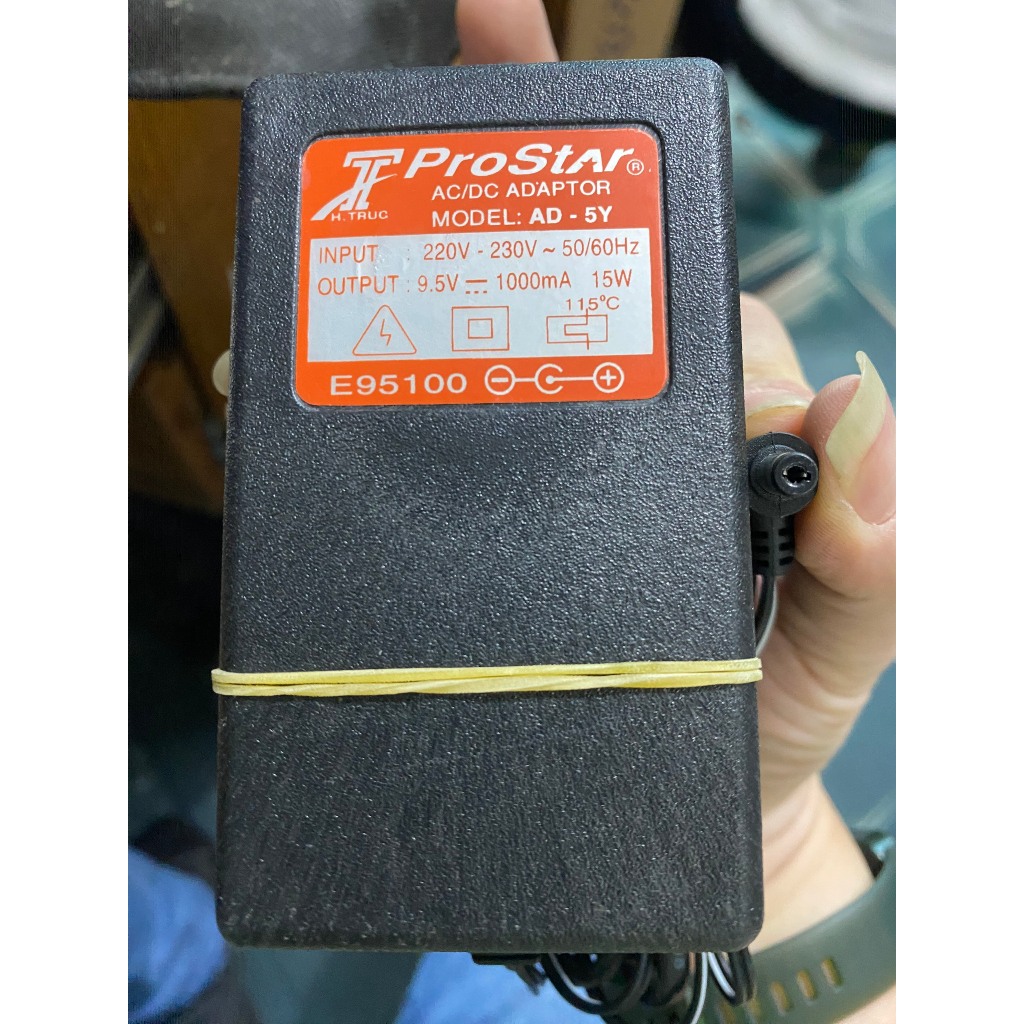 ProStar®
H.TRUC
AC/DC ADAPTOR
MODEL: AD - 5Y
INPUT : 220V - 230V ~ 50/60Hz
OUTPUT : 9.5V ⎓ 1000mA 15W
115°C
E95100